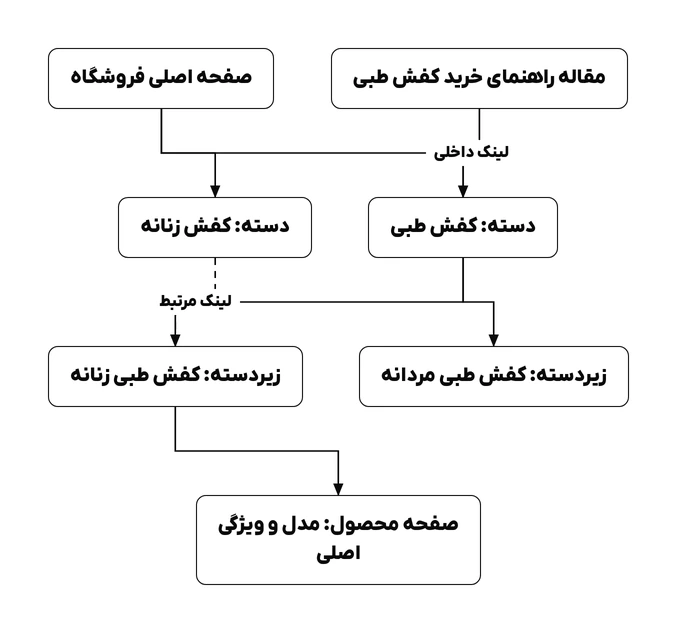 مقاله راهنمای خرید کفش طبی
صفحه اصلی فروشگاه
لینک داخلی
دسته: کفش طبی
دسته: کفش زنانه
لینک مرتبط
زیردسته: کفش طبی مردانه
زیردسته: کفش طبی زنانه
صفحه محصول: مدل و ویژگی
اصلی